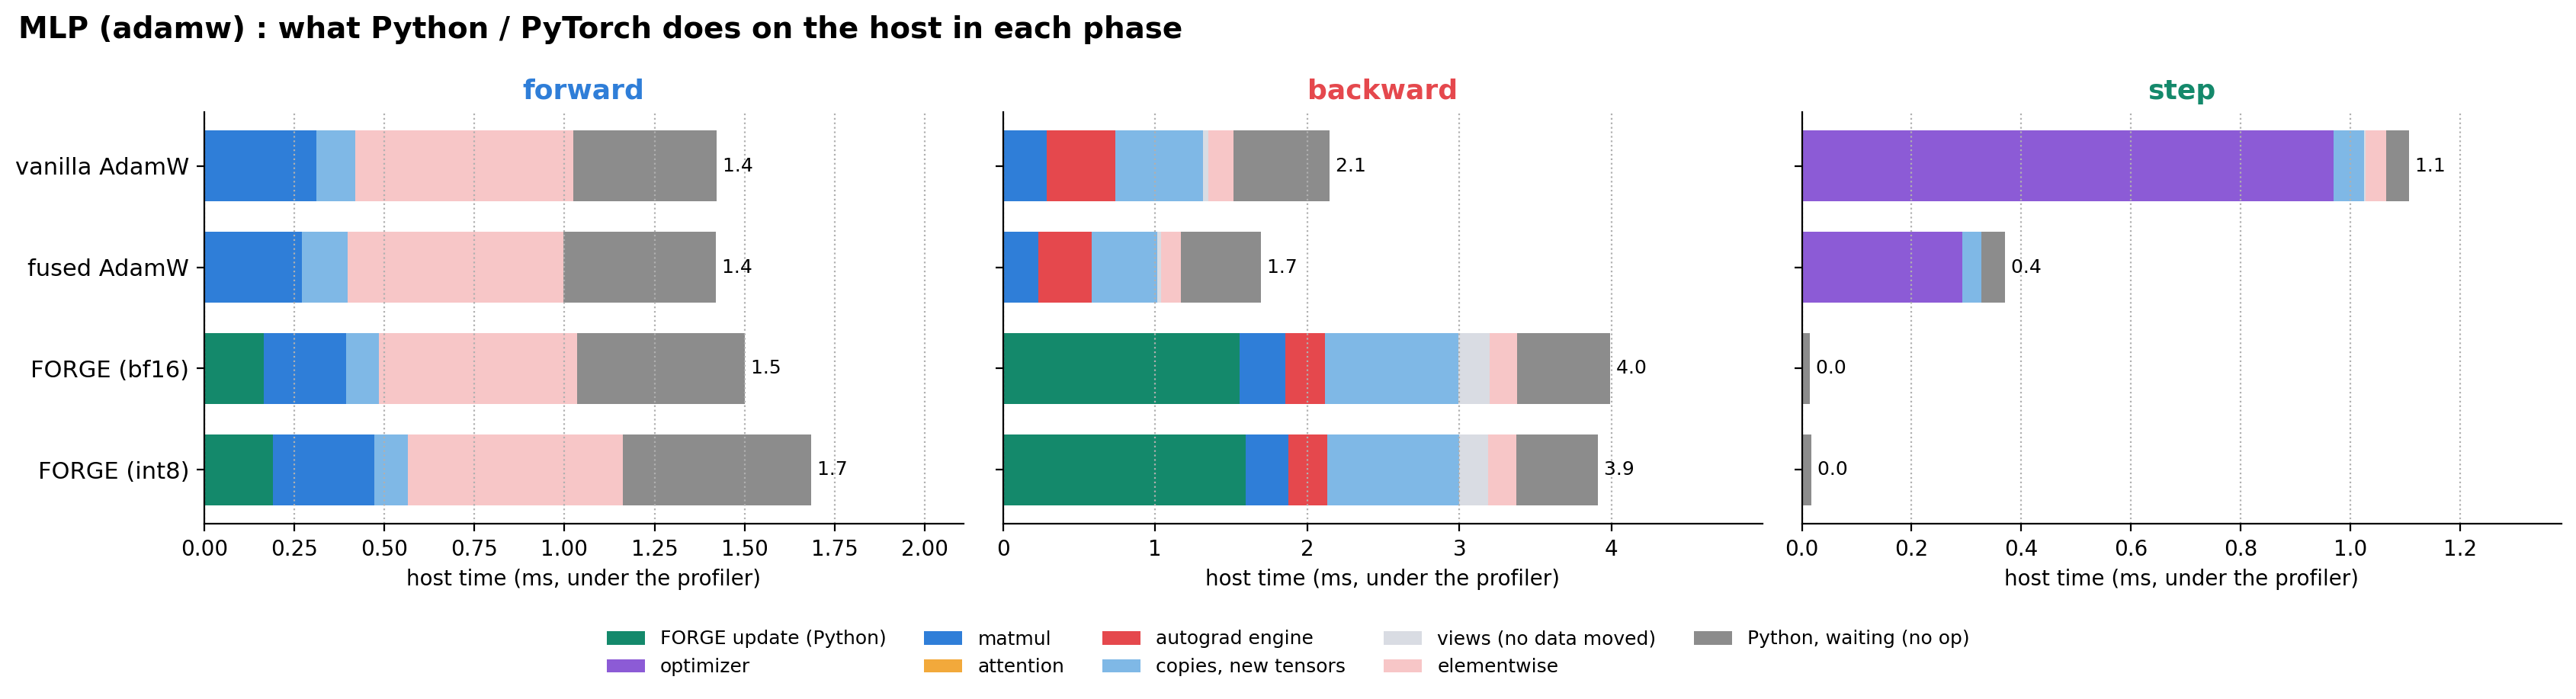 MLP (adamw) : what Python / PyTorch does on the host in each phase
forward
backward
step
vanilla AdamW
fused AdamW
FORGE (bf16)
FORGE (int8)
1.4
1.4
1.5
1.7
2.1
1.7
4.0
3.9
1.1
0.4
0.0
0.0
0.00 0.25 0.50 0.75 1.00 1.25 1.50 1.75 2.00
0 1 2 3 4
0.0 0.2 0.4 0.6 0.8 1.0 1.2
host time (ms, under the profiler)
host time (ms, under the profiler)
host time (ms, under the profiler)
FORGE update (Python)
optimizer
matmul
attention
autograd engine
copies, new tensors
views (no data moved)
elementwise
Python, waiting (no op)